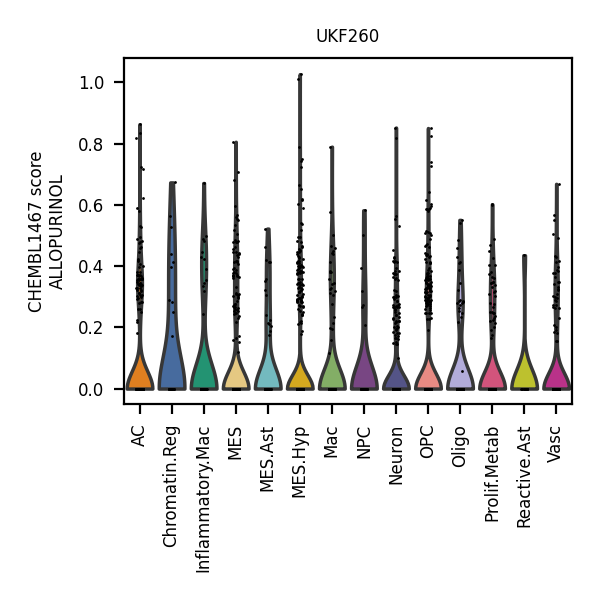 UKF260
CHEMBL1467 score
ALLOPURINOL
1.0
0.8
0.6
0.4
0.2
0.0
AC
Chromatin.Reg
Inflammatory.Mac
MES
MES.Ast
MES.Hyp
Mac
NPC
Neuron
OPC
Oligo
Prolif.Metab
Reactive.Ast
Vasc